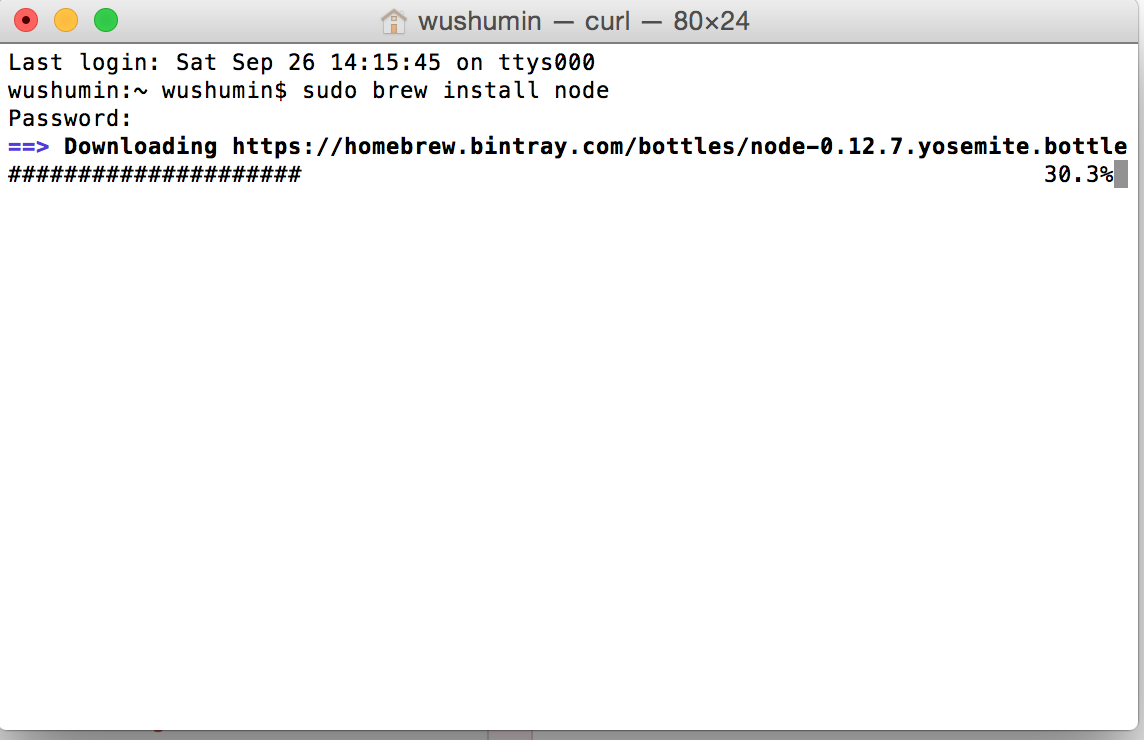 wushumin — curl — 80×24
Last login: Sat Sep 26 14:15:45 on ttys000
wushumin:~ wushumin$ sudo brew install node
Password:
==> Downloading https://homebrew.bintray.com/bottles/node-0.12.7.yosemite.bottle
##################### 30.3%